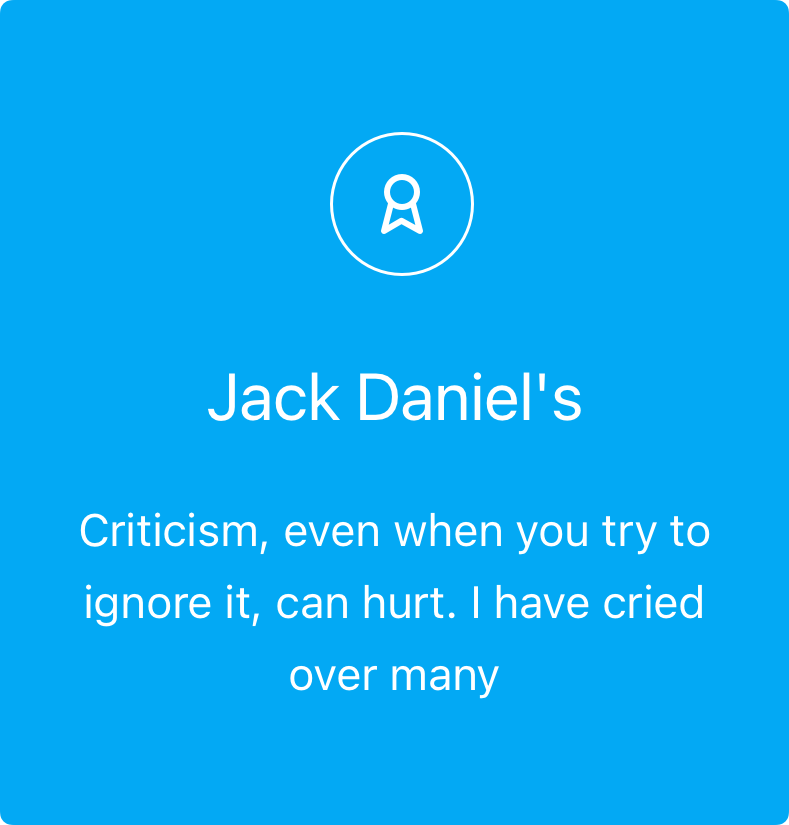 Jack Daniel's
Criticism, even when you try to
ignore it, can hurt. I have cried
over many